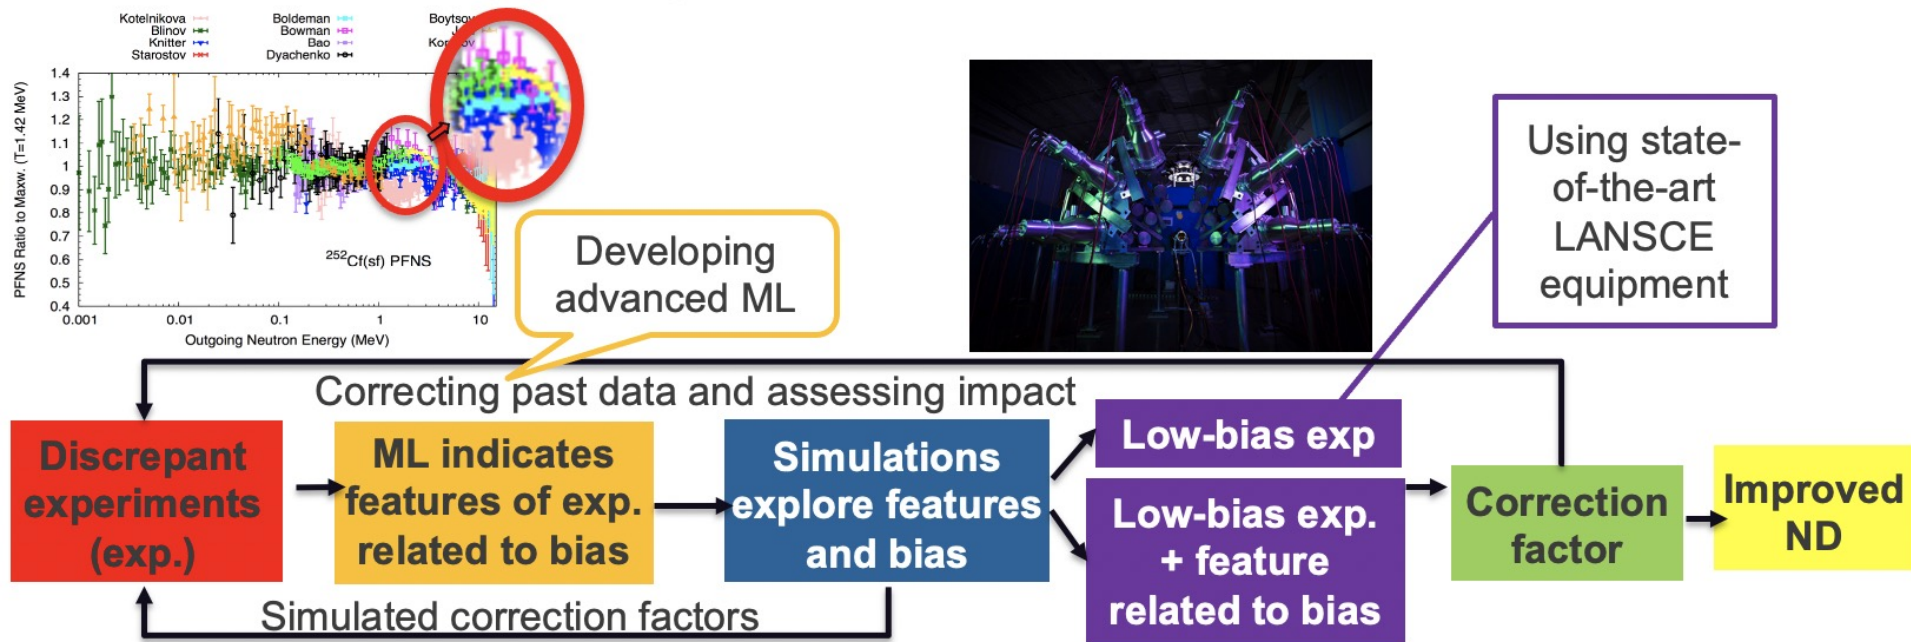 Kotelnikova
Blinov
Knitter
Starostov
Boldeman
Bowman
Bao
Dyachenko
Boytsov
PFNS Ratio to Maxw. (T=1.42 MeV)
1.4
1.3
1.2
1.1
1
0.9
0.8
0.7
0.6
0.5
0.4
252Cf(sf) PFNS
0.001
0.01
0.1
1
10
Outgoing Neutron Energy (MeV)
Developing
advanced ML
Using state-
of-the-art
LANSCE
equipment
Correcting past data and assessing impact
Discrepant
experiments
(exp.)
ML indicates
features of exp.
related to bias
Simulations
explore features
and bias
Low-bias exp
Low-bias exp.
+ feature
related to bias
Correction
factor
Improved
ND
Simulated correction factors